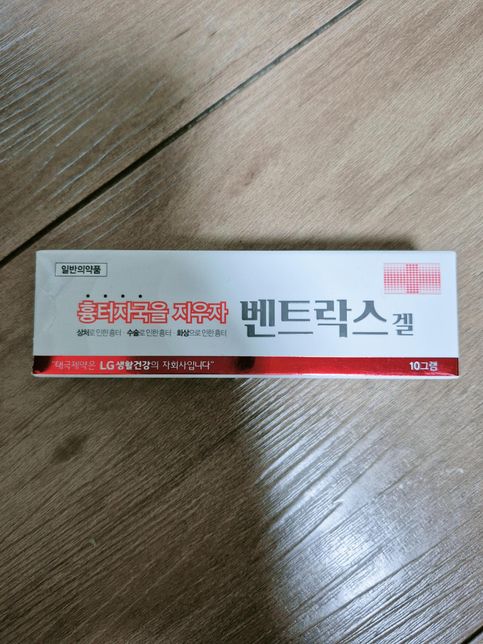 일반의약품
흉터자국을 지우자
상처로 인한 흉터 · 수술로 인한 흉터 · 화상으로 인한 흉터
벤트락스겔
"태극제약은 LG생활건강의 자회사입니다"
10그램